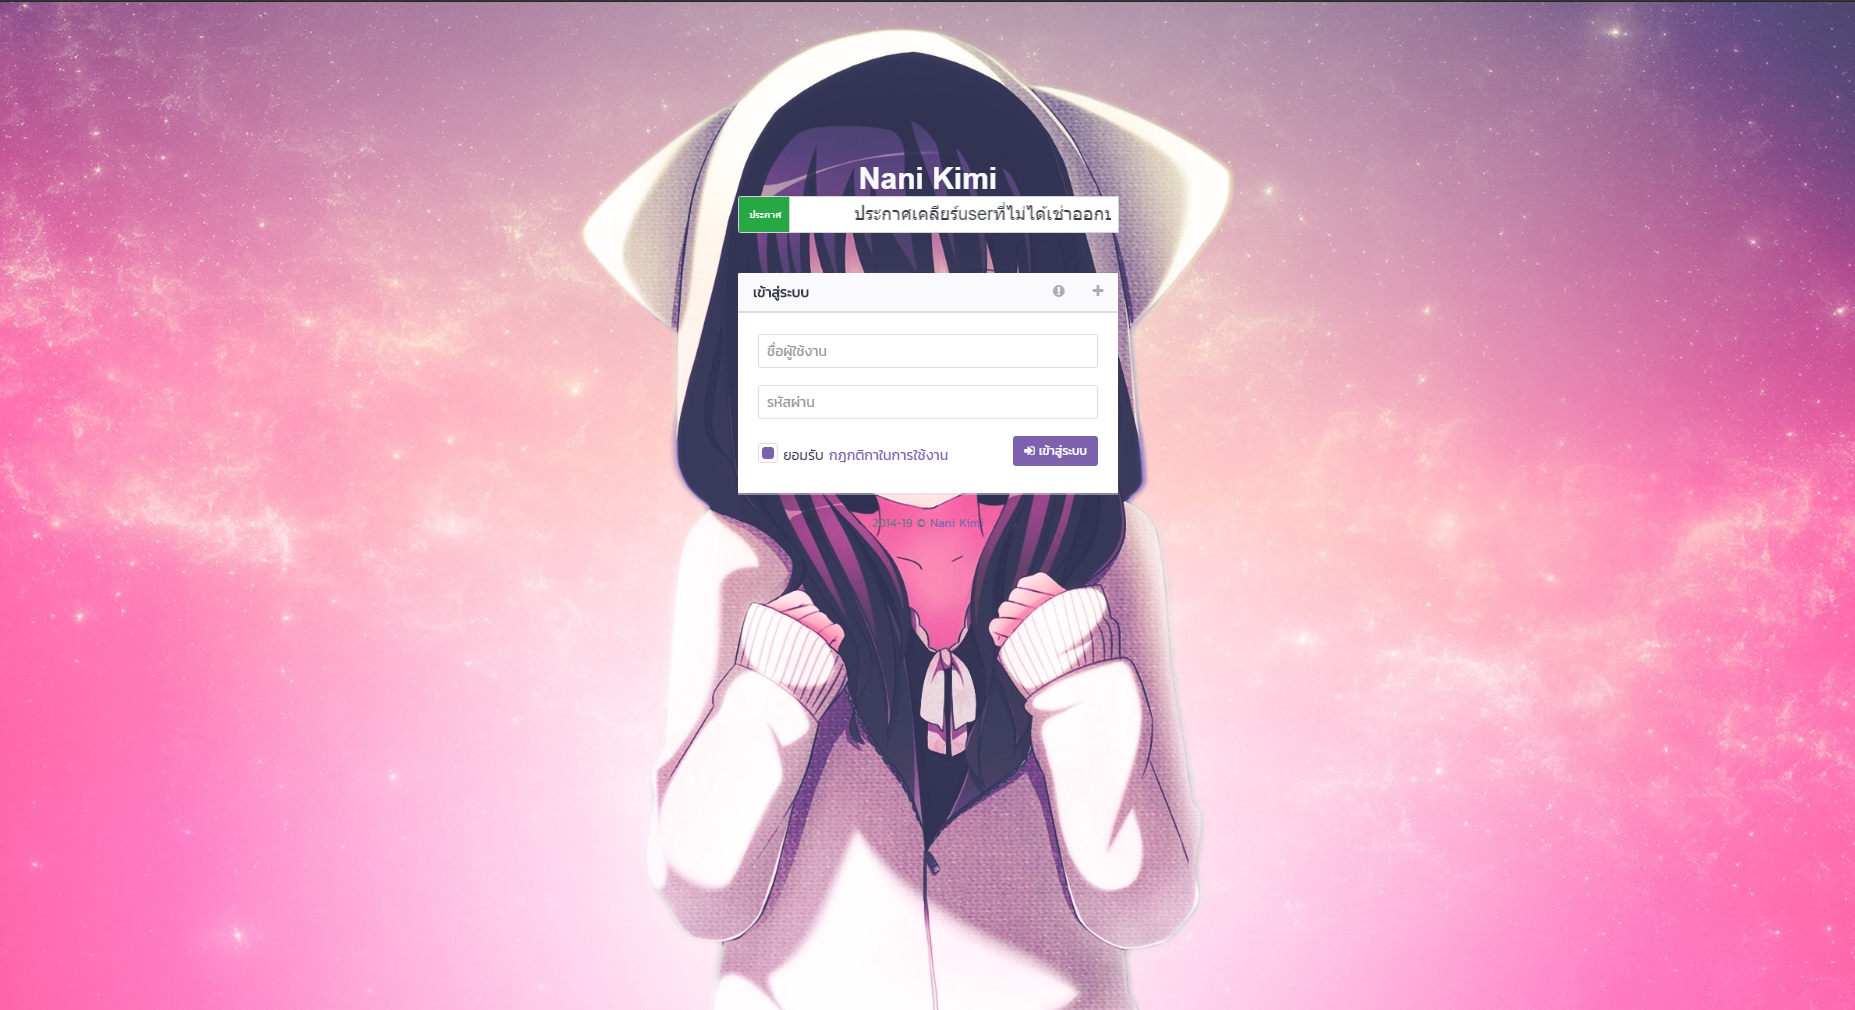 Nani Kimi
ประกาศ
ประกาศเคลียร์userที่ไม่ได้เช่าออก
เข้าสู่ระบบ
ชื่อผู้ใช้งาน
รหัสผ่าน
ยอมรับ กฎกติกาในการใช้งาน
เข้าสู่ระบบ
2014-19 © Nani Kimi